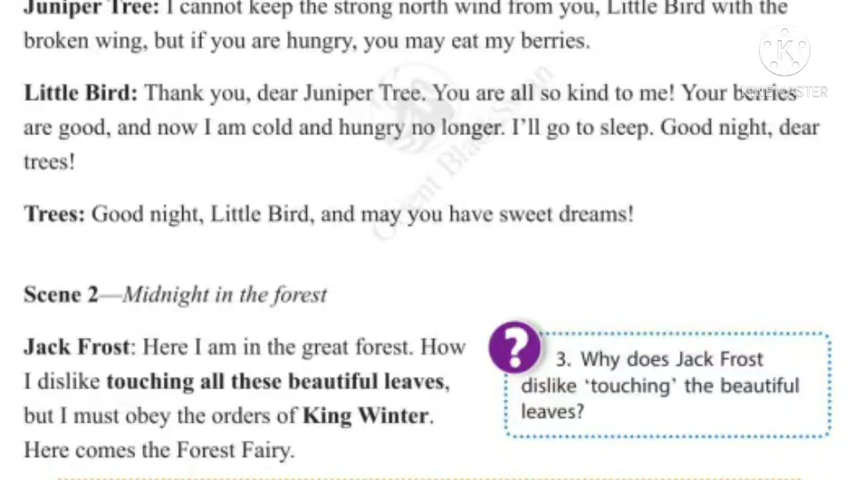 Juniper Tree: I cannot keep the strong north wind from you, Little Bird with the
broken wing, but if you are hungry, you may eat my berries.
Little Bird: Thank you, dear Juniper Tree. You are all so kind to me! Your berries
are good, and now I am cold and hungry no longer. I'll go to sleep. Good night, dear
trees!
Trees: Good night, Little Bird, and may you have sweet dreams!
Scene 2—Midnight in the forest
Jack Frost: Here I am in the great forest. How
I dislike touching all these beautiful leaves,
but I must obey the orders of King Winter.
Here comes the Forest Fairy.
?
3. Why does Jack Frost
dislike ‘touching’ the beautiful
leaves?
Orient BlackSwan
K